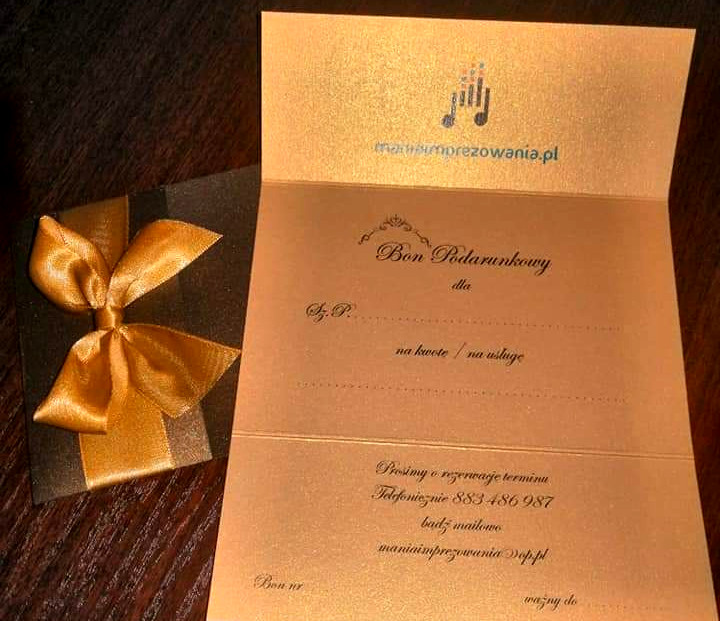 maniaimprezowania.pl
Bon Podarunkowy
dla
Sz.P.
na kwotę / na usługę
Prosimy o rezerwację terminu
Telefonicznie 883 486 987
bądź mailowo
maniaimprezowania@op.pl
Bon nr
ważny do